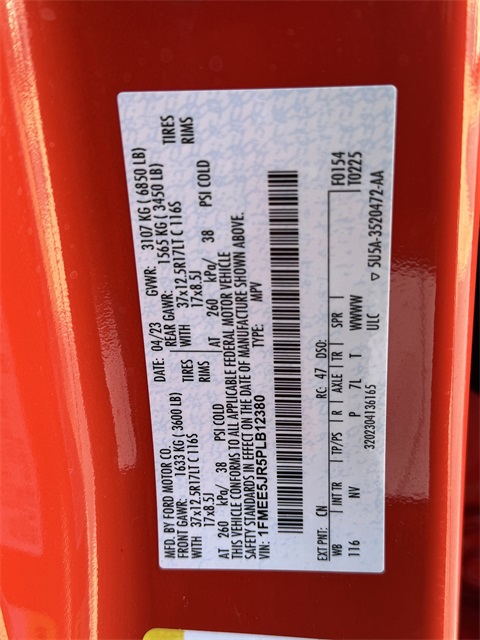 MFD. BY FORD MOTOR CO.
DATE: 04/23 GVWR: 3107 KG ( 6850 LB)
FRONT GAWR: 1633 KG ( 3600 LB) REAR GAWR: 1565 KG ( 3450 LB)
WITH 37x12.5R17LT C 116S TIRES WITH 37x12.5R17LT C 116S TIRES
17x8.5J RIMS 17x8.5J RIMS
AT 260 kPa/ 38 PSI COLD AT 260 kPa/ 38 PSI COLD
THIS VEHICLE CONFORMS TO ALL APPLICABLE FEDERAL MOTOR VEHICLE
SAFETY STANDARDS IN EFFECT ON THE DATE OF MANUFACTURE SHOWN ABOVE.
VIN: 1FMEE5JR5PLB12380 TYPE: MPV
EXT PNT: CN RC: 47 DSO: F0154
WB INT TR TP/PS R AXLE TR SPR T0225
116 NV P 7L T WWWW
3202304136165 ULC
▽ 5U5A-3520472-AA